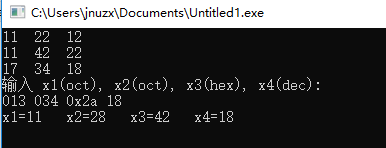 C:\Users\jnuzx\Documents\Untitled1.exe
11 22 12
11 42 22
17 34 18
输入 x1(oct), x2(oct), x3(hex), x4(dec):
013 034 0x2a 18
x1=11 x2=28 x3=42 x4=18